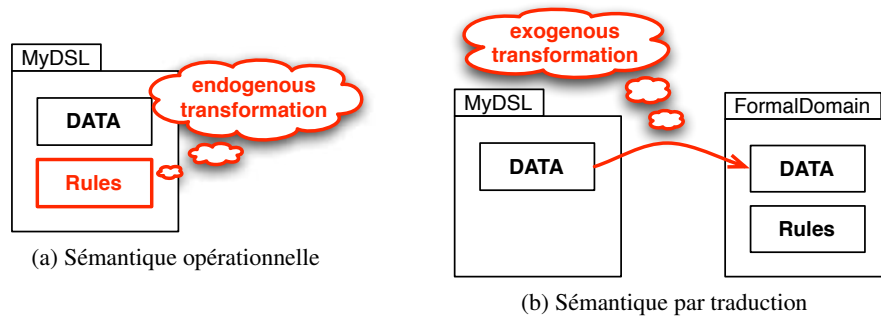 MyDSL
endogenous
transformation
DATA
Rules
(a) Sémantique opérationnelle
exogenous
transformation
MyDSL
FormalDomain
DATA
DATA
Rules
(b) Sémantique par traduction